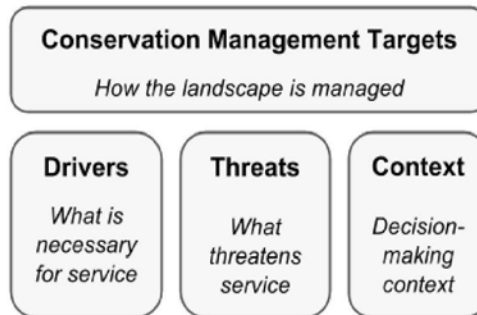 Conservation Management Targets
How the landscape is managed
Drivers
What is
necessary
for service
Threats
What
threatens
service
Context
Decision-
making
context